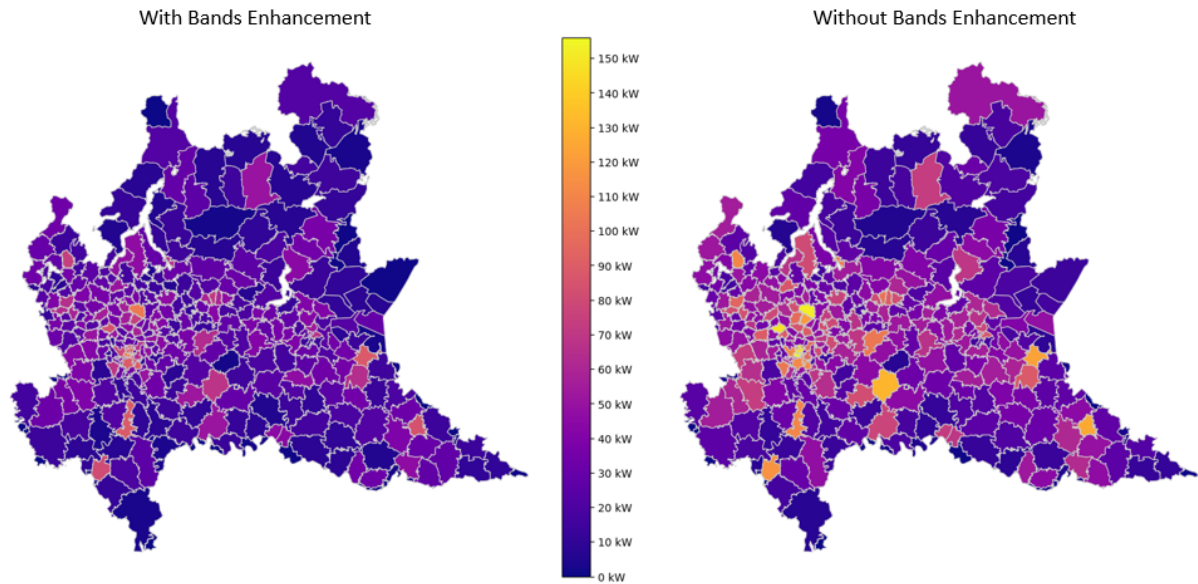 With Bands Enhancement
Without Bands Enhancement
150 kW
140 kW
130 kW
120 kW
110 kW
100 kW
90 kW
80 kW
70 kW
60 kW
50 kW
40 kW
30 kW
20 kW
10 kW
0 kW